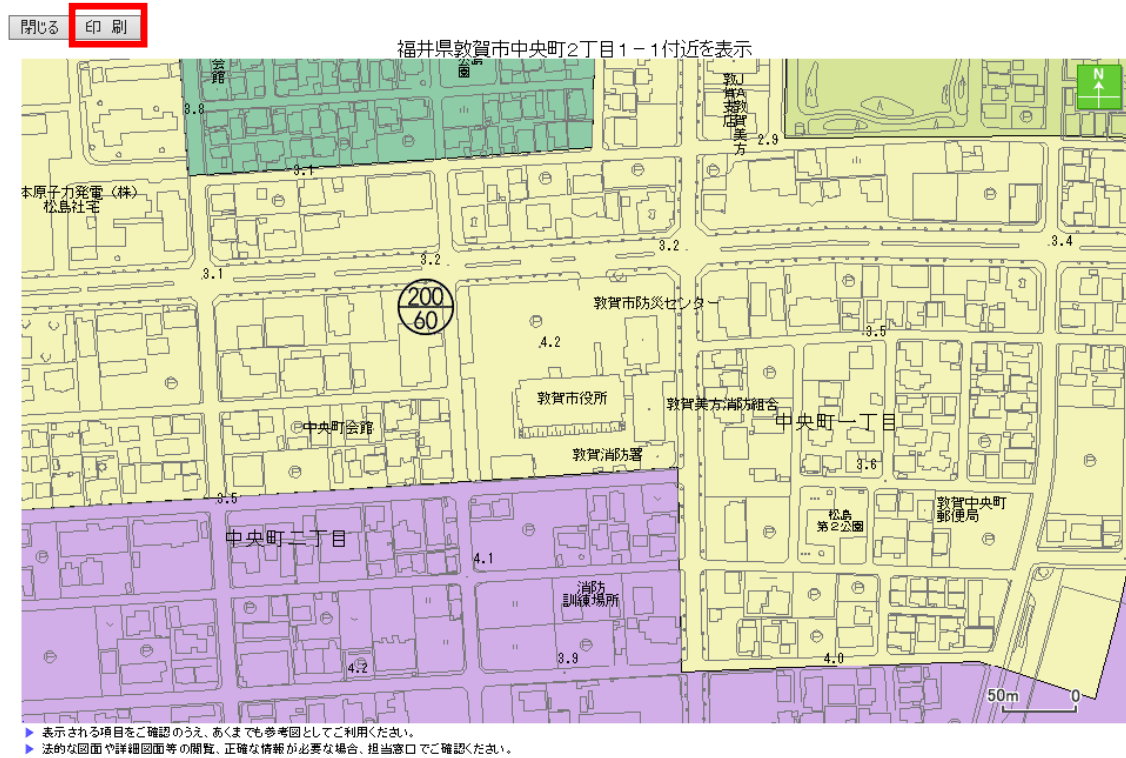 閉じる 印 刷
福井県敦賀市中央町2丁目1－1付近を表示
会館
公園
敦賀美方
N
3.8
2.9
3.1
本原子力発電（株）
松島社宅
3.4
3.2
3.2
3.1
200
60
敦賀市防災センター
3.5
4.2
敦賀市役所
敦賀美方消防組合
中央町一丁目
中央町会館
敦賀消防署
3.6
3.5
敦賀中央町
郵便局
松島
第2公園
中央町二丁目
4.1
消防
訓練場所
3.9
4.2
4.0
50m 0
▶ 表示される項目をご確認のうえ、あくまでも参考図としてご利用ください。
▶ 法的な図面や詳細図面等の閲覧、正確な情報が必要な場合、担当窓口でご確認ください。